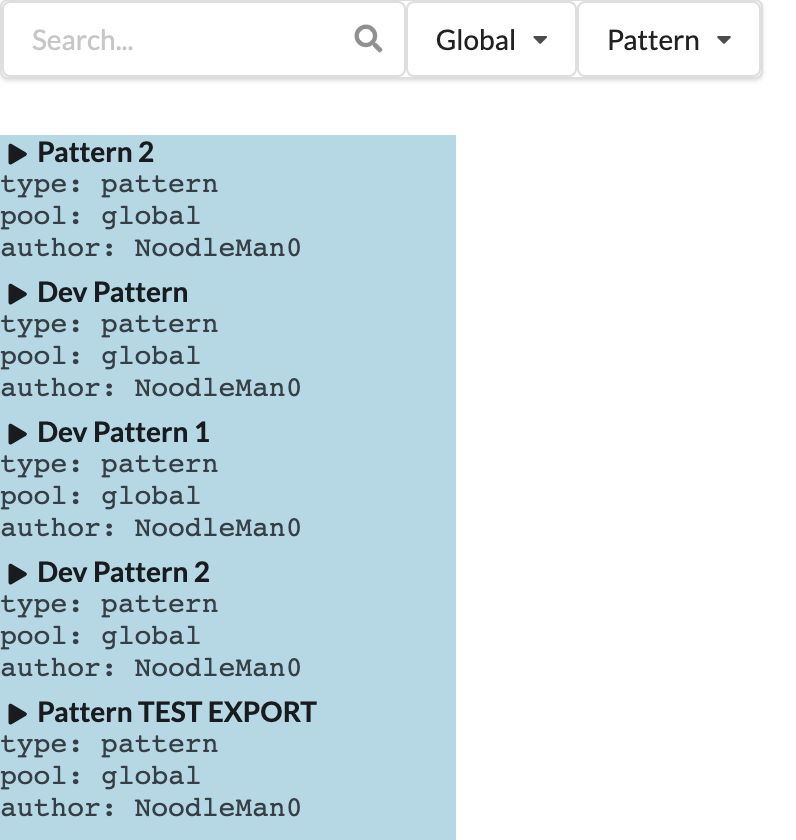 Search...
Global
Pattern
Pattern 2
type: pattern
pool: global
author: NoodleMan0
Dev Pattern
type: pattern
pool: global
author: NoodleMan0
Dev Pattern 1
type: pattern
pool: global
author: NoodleMan0
Dev Pattern 2
type: pattern
pool: global
author: NoodleMan0
Pattern TEST EXPORT
type: pattern
pool: global
author: NoodleMan0